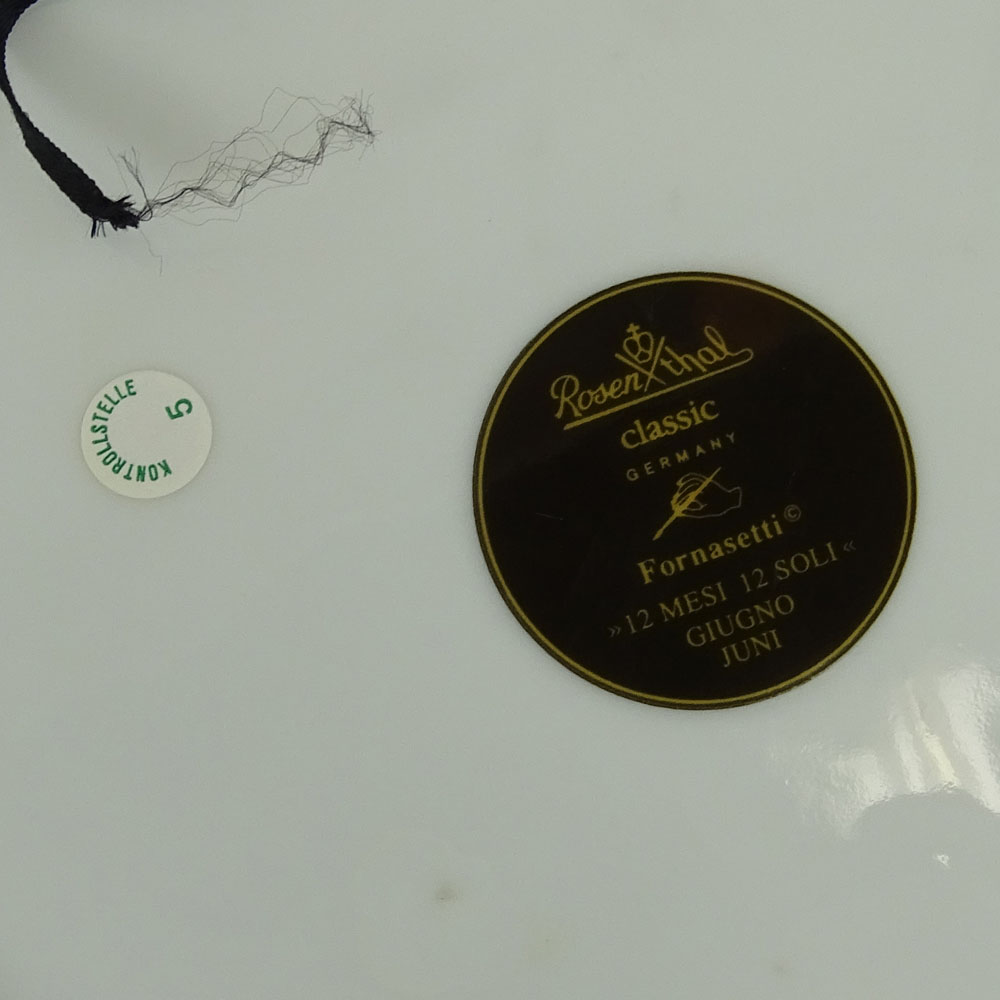 KONTROLLSTELLE
5
Rosenthal
classic
GERMANY
Fornasetti©
»12 MESI 12 SOLI«
GIUGNO
JUNI